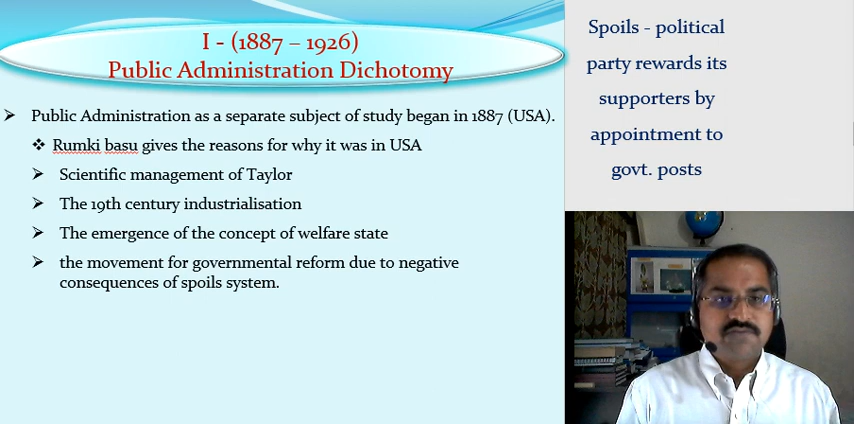 I - (1887 – 1926)
Public Administration Dichotomy
Public Administration as a separate subject of study began in 1887 (USA).
Rumki basu gives the reasons for why it was in USA
Scientific management of Taylor
The 19th century industrialisation
The emergence of the concept of welfare state
the movement for governmental reform due to negative
consequences of spoils system.
Spoils - political
party rewards its
supporters by
appointment to
govt. posts